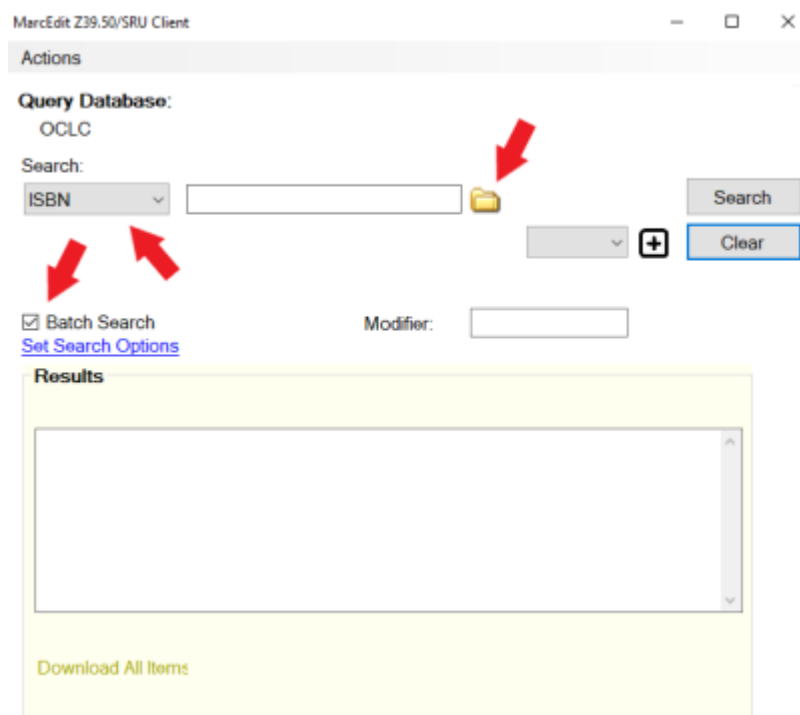 MarcEdit Z39.50/SRU Client
Actions
Query Database:
OCLC
Search:
ISBN
Search
Clear
Batch Search
Modifier:
Set Search Options
Results
Download All Items